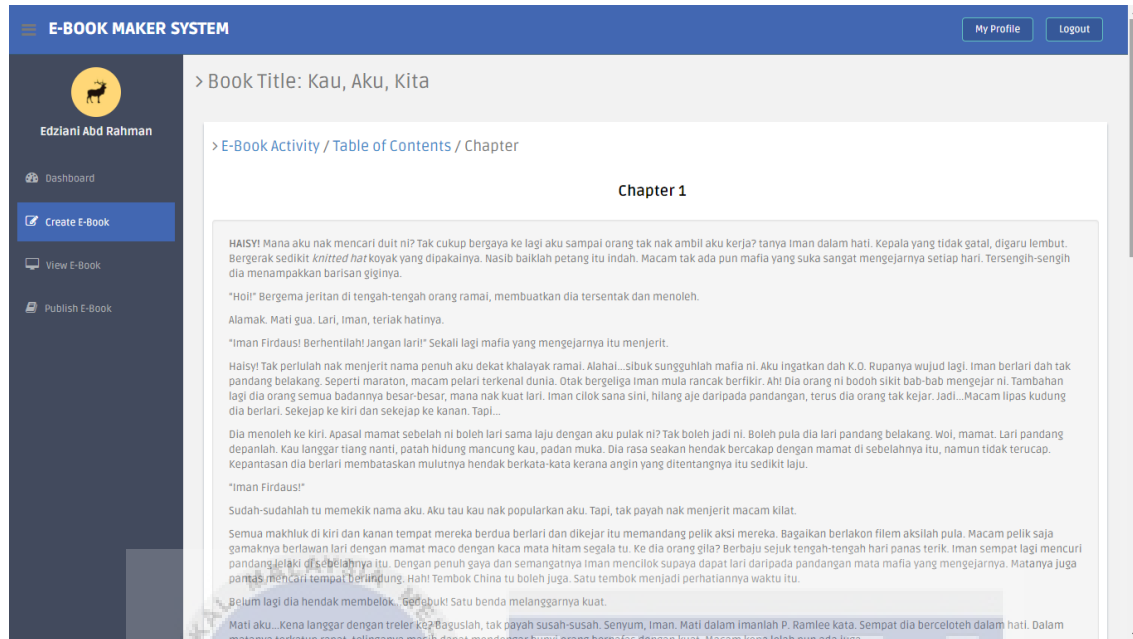 E-BOOK MAKER SYSTEM
My Profile
Logout
Edziani Abd Rahman
Dashboard
Create E-Book
View E-Book
Publish E-Book
> Book Title: Kau, Aku, Kita
> E-Book Activity / Table of Contents / Chapter
Chapter 1
HAISY! Mana aku nak mencari duit ni? Tak cukup bergaya ke lagi aku sampai orang tak nak ambil aku kerja? tanya Iman dalam hati. Kepala yang tidak gatal, digaru lembut.
Bergerak sedikit knitted hat koyak yang dipakainya. Nasib baiklah petang itu indah. Macam tak ada pun mafia yang suka sangat mengejarnya setiap hari. Tersengih-sengih
dia menampakkan barisan giginya.
"Hoi!" Bergema jeritan di tengah-tengah orang ramai, membuatkan dia tersentak dan menoleh.
Alamak. Mati gua. Lari, Iman, teriak hatinya.
"Iman Firdaus! Berhentilah! Jangan lari!" Sekali lagi mafia yang mengejarnya itu menjerit.
Haisy! Tak perlulah nak menjerit nama penuh aku dekat khalayak ramai. Alahai...sibuk sungguhlah mafia ni. Aku ingatkan dah K.O. Rupanya wujud lagi. Iman berlari dah tak
pandang belakang. Seperti maraton, macam pelari terkenal dunia. Otak bergeliga Iman mula rancak berfikir. Ah! Dia orang ni bodoh sikit bab-bab mengejar ni. Tambahan
lagi dia orang semua badannya besar-besar, mana nak kuat lari. Iman cilok sana sini, hilang aje daripada pandangan, terus dia orang tak kejar. Jadi...Macam lipas kudung
dia berlari. Sekejap ke kiri dan sekejap ke kanan. Tapi...
Dia menoleh ke kiri. Apasal mamat sebelah ni boleh lari sama laju dengan aku pulak ni? Tak boleh jadi ni. Boleh pula dia lari pandang belakang. Woi, mamat. Lari pandang
depanlah. Kau langgar tiang nanti, patah hidung mancung kau, padan muka. Dia rasa seakan hendak bercakap dengan mamat di sebelahnya itu, namun tidak terucap.
Kepantasan dia berlari membataskan mulutnya hendak berkata-kata kerana angin yang ditentangnya itu sedikit laju.
"Iman Firdaus!"
Sudah-sudahlah tu memekik nama aku. Aku tau kau nak popularkan aku. Tapi, tak payah nak menjerit macam kilat.
Semua makhluk di kiri dan kanan tempat mereka berdua berlari dan dikejar itu memandang pelik aksi mereka. Bagaikan berlakon filem aksilah pula. Macam pelik saja
gamaknya berlawan lari dengan mamat maco dengan kaca mata hitam segala tu. Ke dia orang gila? Berbaju sejuk tengah-tengah hari panas terik. Iman sempat lagi mencuri
pandang lelaki di sebelahnya itu. Dengan penuh gaya dan semangatnya Iman mencilok supaya dapat lari daripada pandangan mata mafia yang mengejarnya. Matanya juga
pantas mencari tempat berlindung. Hah! Tembok China tu boleh juga. Satu tembok menjadi perhatiannya waktu itu.
Belum lagi dia hendak membelok...Gedebuk! Satu benda melanggarnya kuat.
Mati aku...Kena langgar dengan treler ke? Baguslah, tak payah susah-susah. Senyum, Iman. Mati dalam imanlah P. Ramlee kata. Sempat dia berceloteh dalam hati. Dalam
MALAYSIA